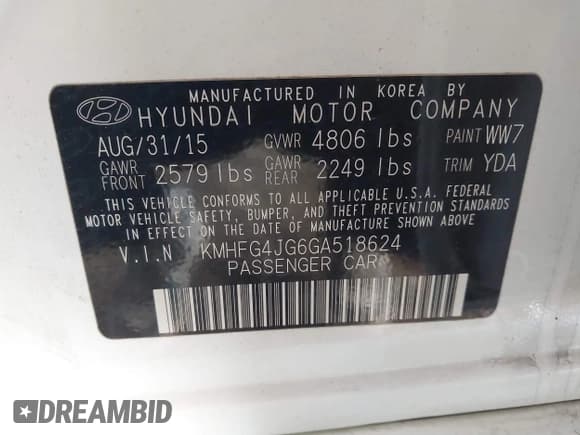 MANUFACTURED IN KOREA BY
HYUNDAI MOTOR COMPANY
AUG/31/15 GVWR 4806 lbs PAINT WW7
GAWR FRONT 2579 lbs GAWR REAR 2249 lbs TRIM YDA
THIS VEHICLE CONFORMS TO ALL APPLICABLE U.S.A. FEDERAL
MOTOR VEHICLE SAFETY, BUMPER, AND THEFT PREVENTION STANDARDS
IN EFFECT ON THE DATE OF MANUFACTURE SHOWN ABOVE.
V.I.N KMHFG4JG6GA518624
PASSENGER CAR
DREAMBID